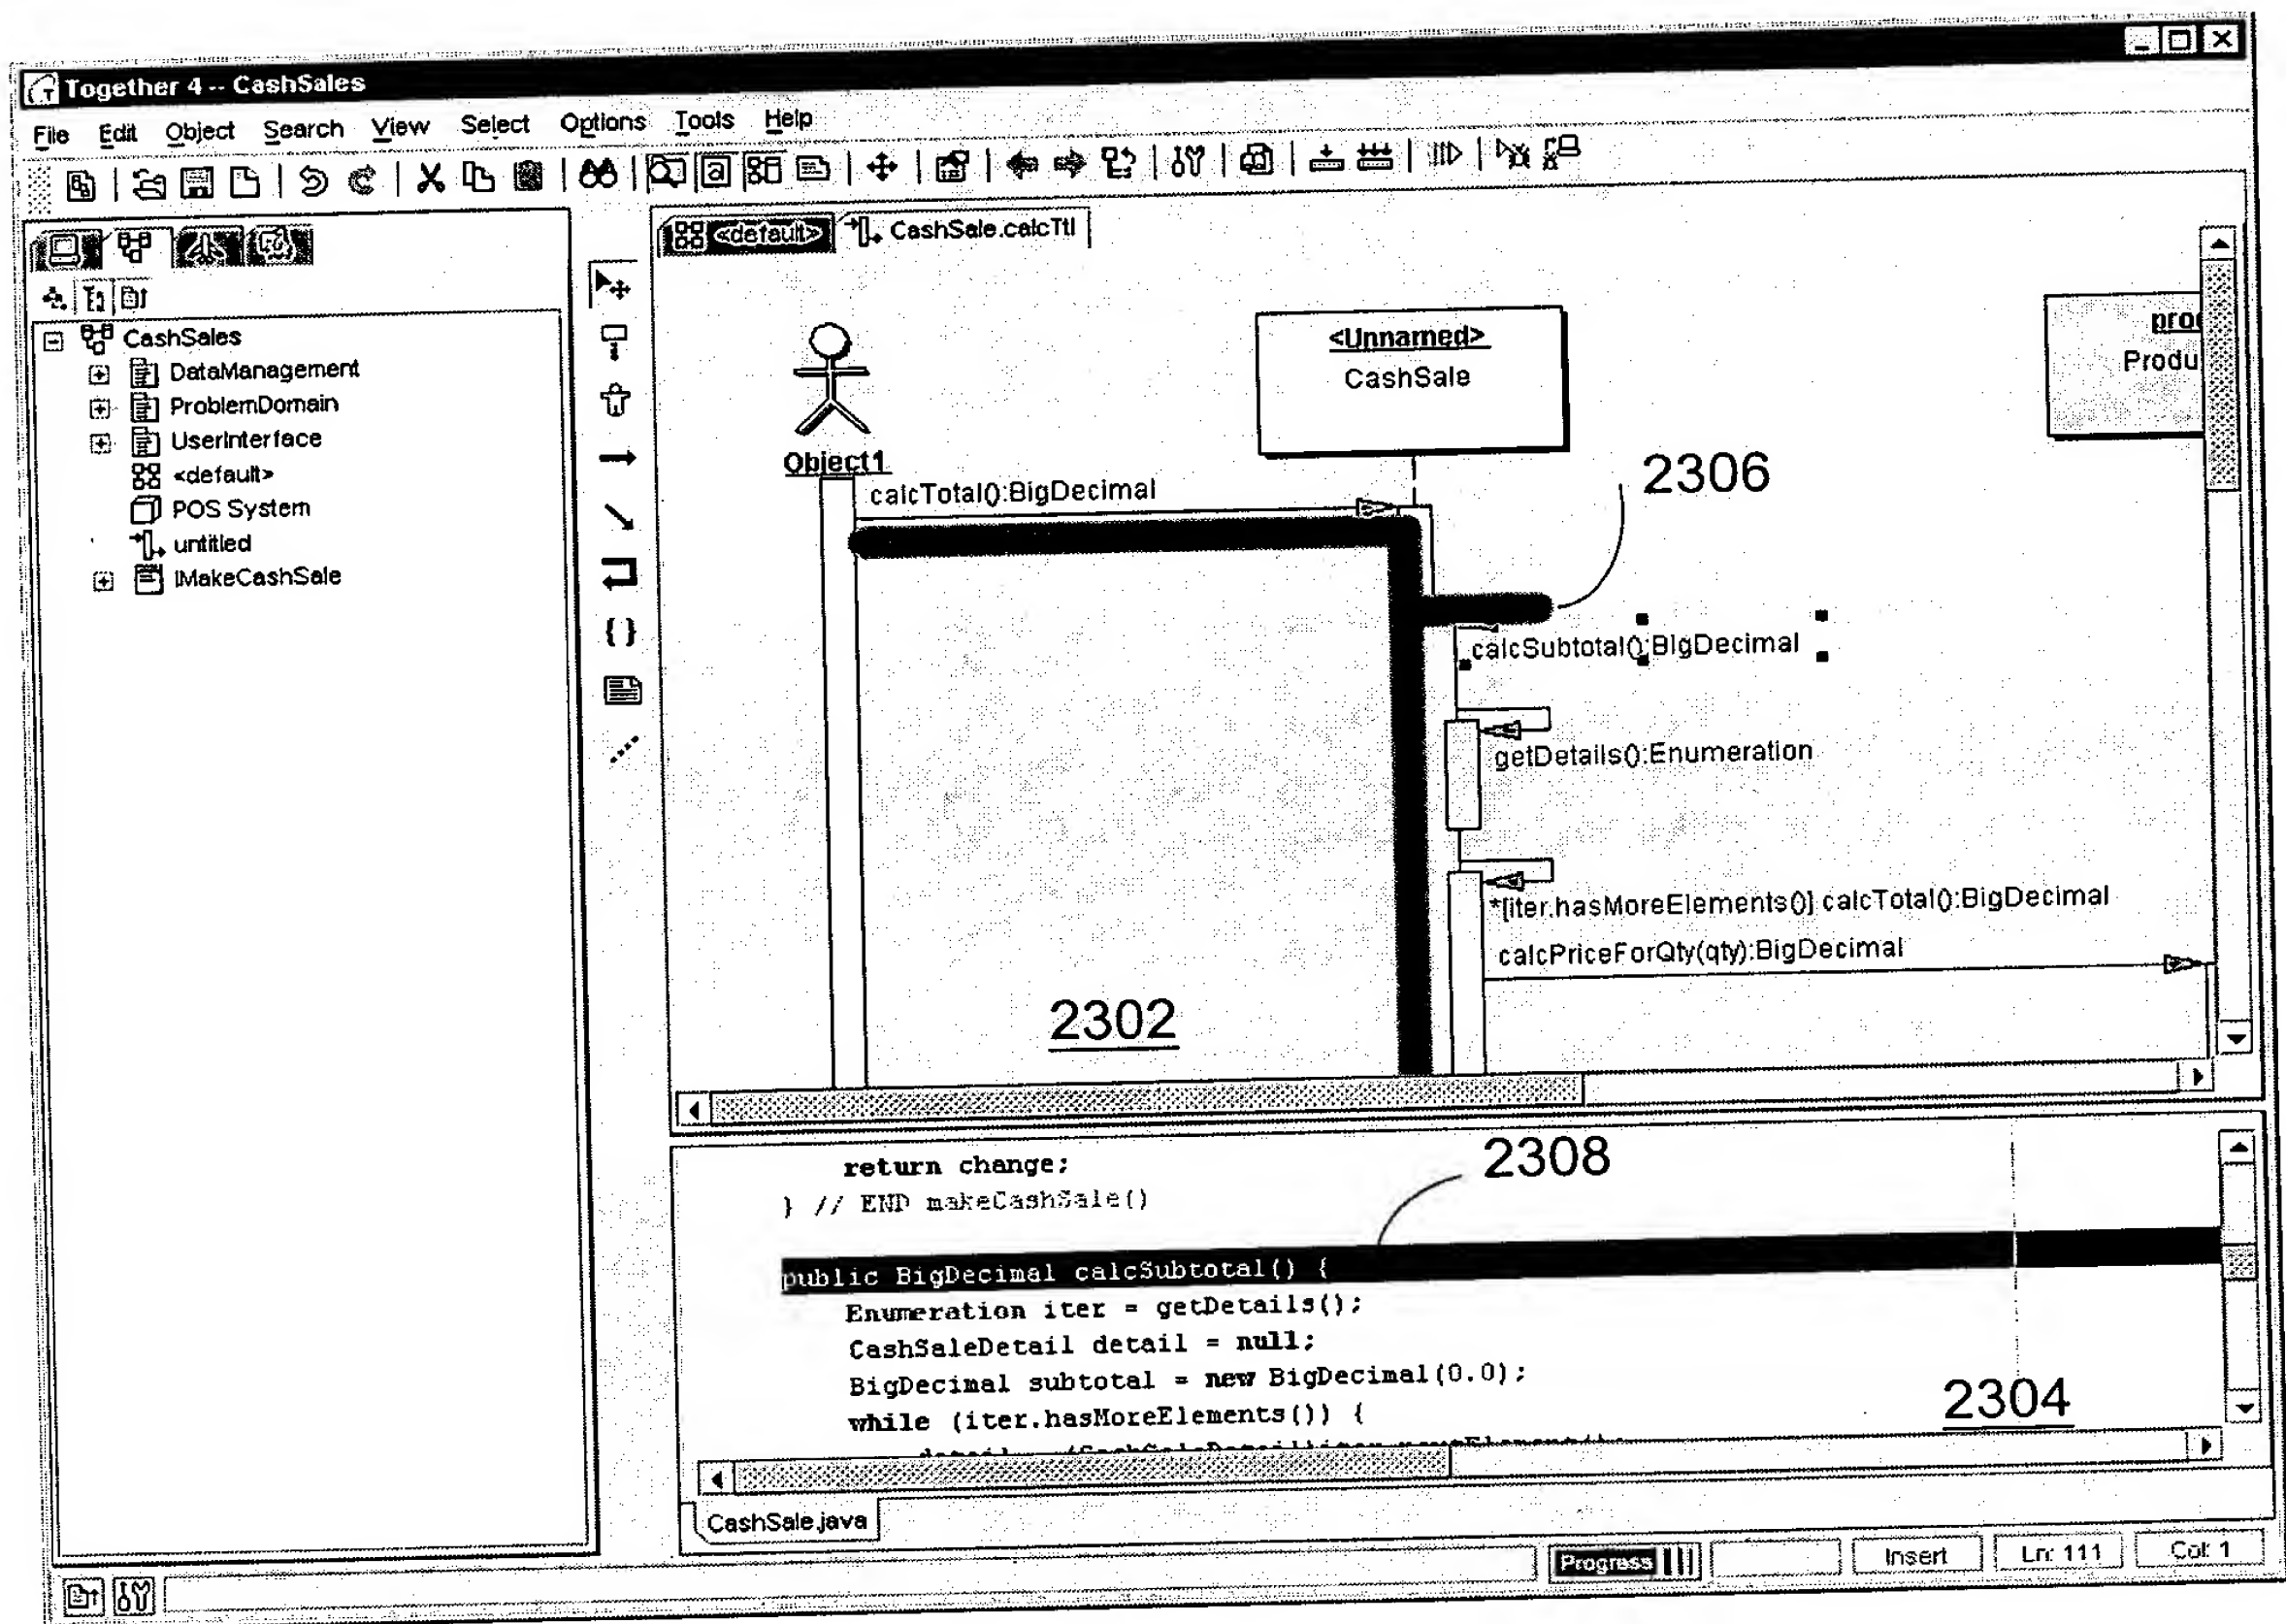 Together 4 -- CashSales
File Edit Object Search View Select Options Tools Help
<default> CashSale.calcTtl
CashSales
DataManagement
ProblemDomain
UserInterface
<default>
POS System
untitled
IMakeCashSale
<Unnamed>
CashSale
Produ
Object1
calcTotal():BigDecimal
2306
calcSubtotal():BigDecimal
getDetails():Enumeration
*[iter.hasMoreElements()] calcTotal():BigDecimal
calcPriceForQty(qty):BigDecimal
2302
return change;
} // END makeCashSale()
2308
public BigDecimal calcSubtotal() {
Enumeration iter = getDetails();
CashSaleDetail detail = null;
BigDecimal subtotal = new BigDecimal(0.0);
while (iter.hasMoreElements()) {
2304
CashSale.java
Progress Insert Ln: 111 Col: 1